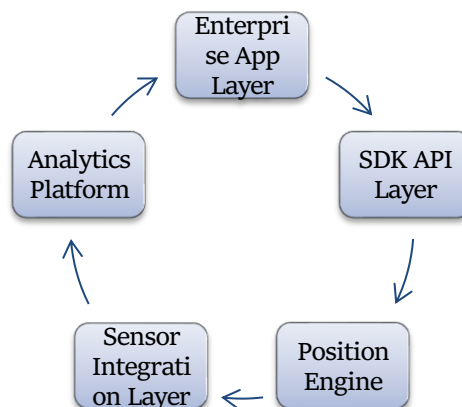 Enterpri
se App
Layer
SDK API
Layer
Position
Engine
Sensor
Integrati
on Layer
Analytics
Platform